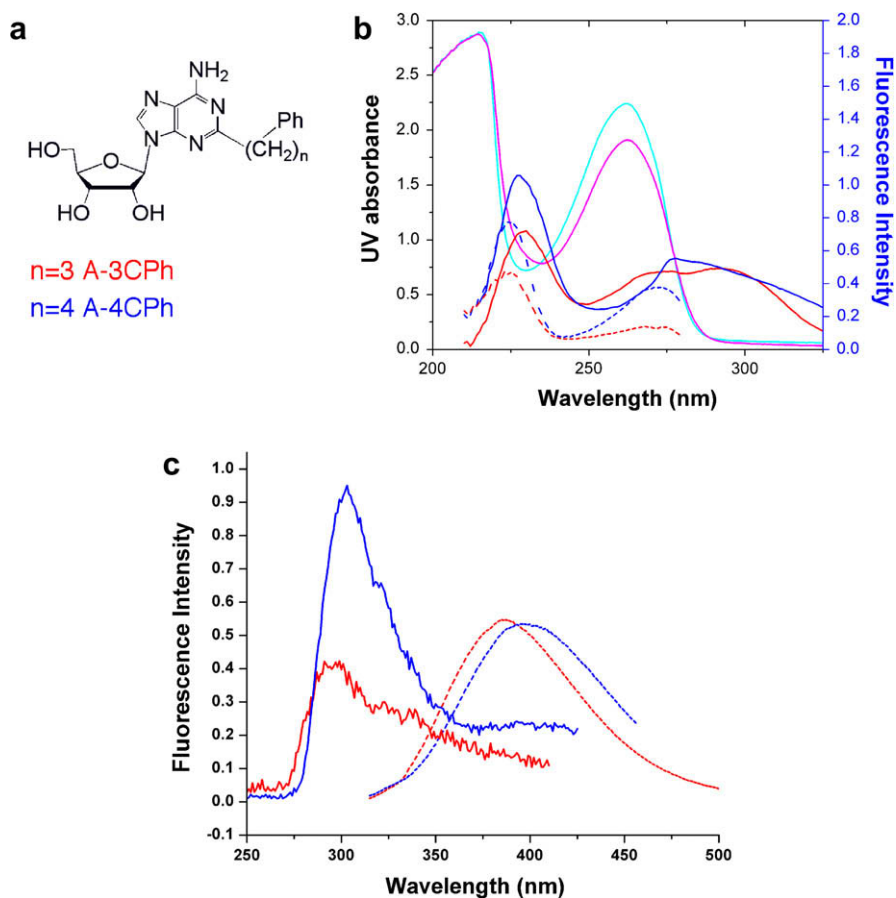 a
NH2
N
N
N
N
Ph
(CH2)n
HO
O
OH
OH
n=3 A-3CPh
n=4 A-4CPh
b
3.0
2.5
2.0
1.5
1.0
0.5
0.0
UV absorbance
200
250
300
Wavelength (nm)
2.0
1.8
1.6
1.4
1.2
1.0
0.8
0.6
0.4
0.2
0.0
Fluorescence Intensity
c
1.0
0.9
0.8
0.7
0.6
0.5
0.4
0.3
0.2
0.1
0.0
-0.1
Fluorescence Intensity
250
300
350
400
450
500
Wavelength (nm)